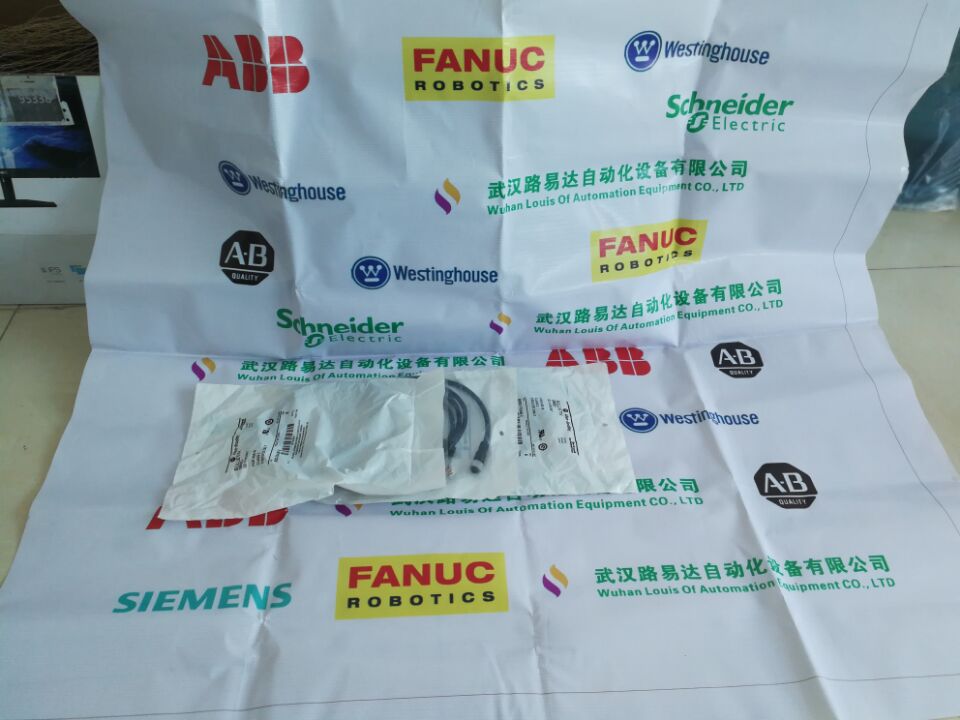 ABB
FANUC
ROBOTICS
Westinghouse
Schneider
Electric
Westinghouse
武汉路易达自动化设备有限公司
Wuhan Louis Of Automation Equipment CO., LTD
A-B
QUALITY
Westinghouse
FANUC
ROBOTICS
Schneider
Electric
武汉路易达自动化设备有限公司
Wuhan Louis Of Automation Equipment CO., LTD
武汉路易达自动化设备有限公司
Wuhan Louis Of Automation
ABB
A-B
QUALITY
Westinghouse
A-B
QUALITY
限公司
Wuhan Louis Of Automation Equipment CO., LTD
ABB
SIEMENS
FANUC
ROBOTICS
武汉路易达自动化设备有限公司
Wuhan Louis Of Automation Equipment CO., LTD